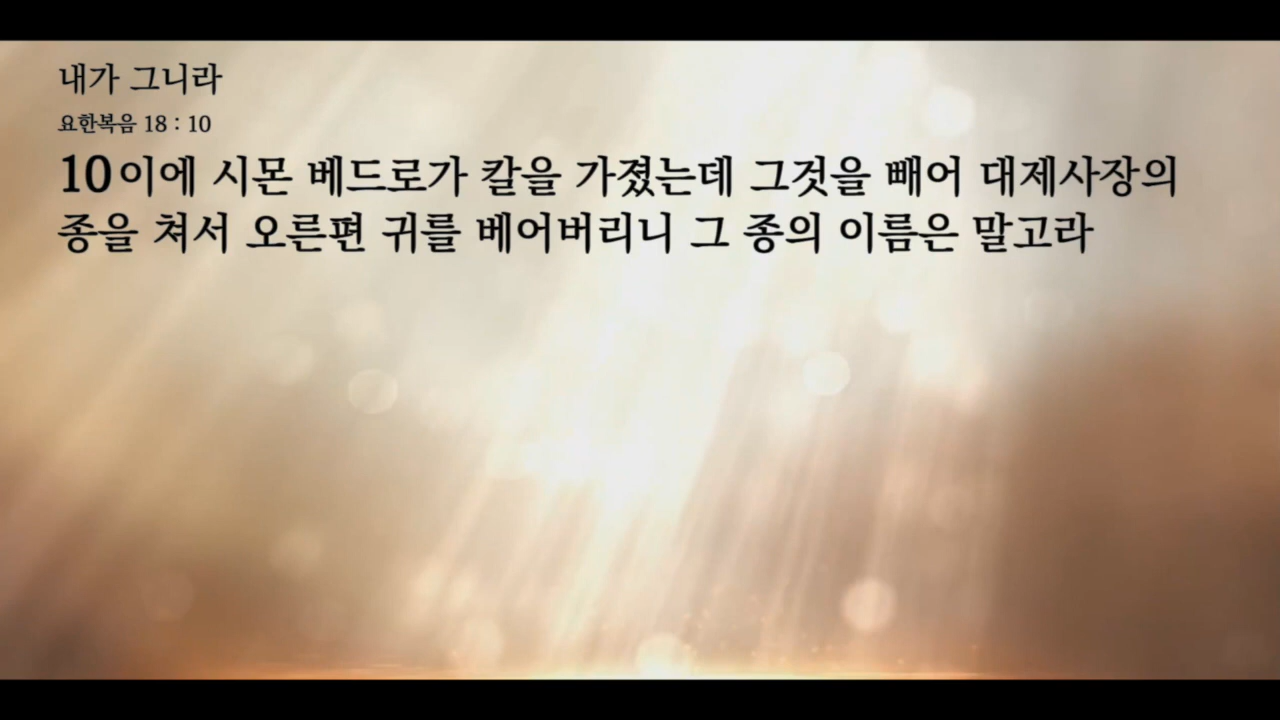 내가 그니라
요한복음 18 : 10
10이에 시몬 베드로가 칼을 가졌는데 그것을 빼어 대제사장의
종을 쳐서 오른편 귀를 베어버리니 그 종의 이름은 말고라